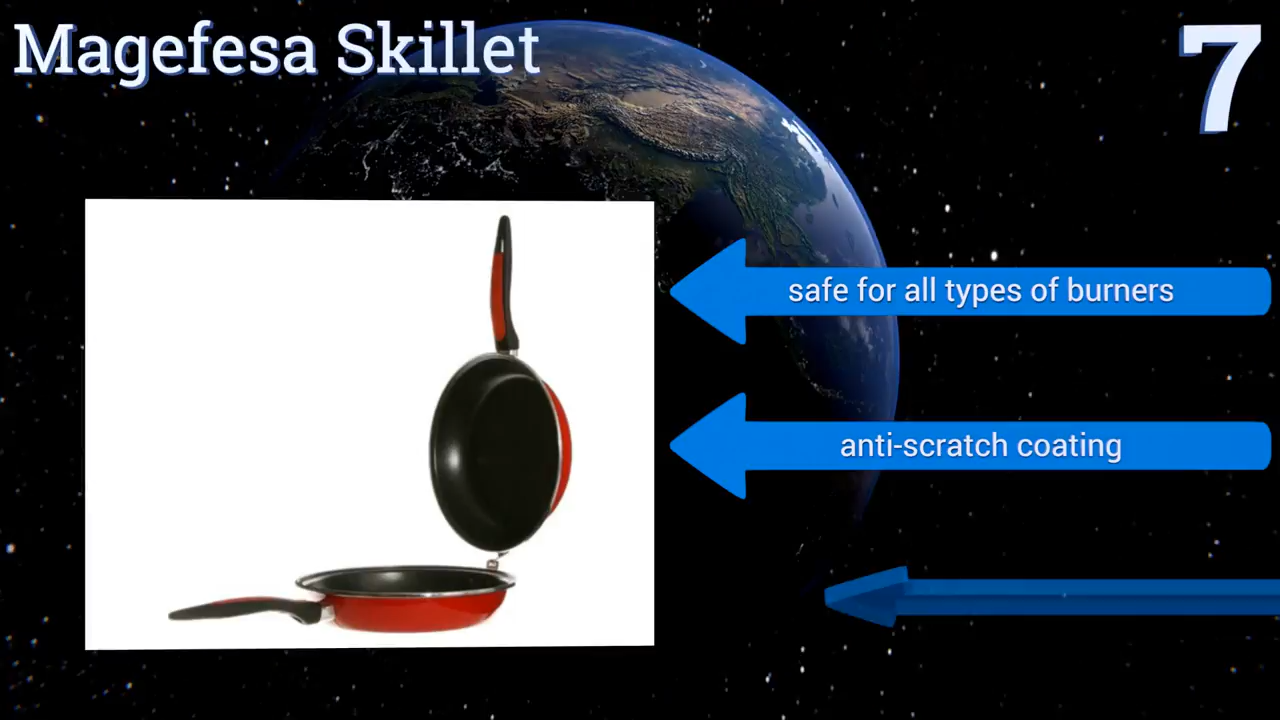 Magefesa Skillet
7
safe for all types of burners
anti-scratch coating